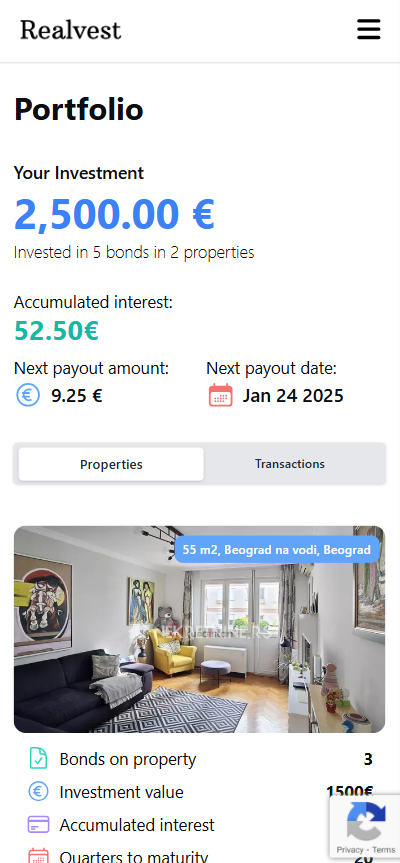 Realvest
Portfolio
Your Investment
2,500.00 €
Invested in 5 bonds in 2 properties
Accumulated interest:
52.50€
Next payout amount:
Next payout date:
9.25 €
Jan 24 2025
Properties
Transactions
55 m2, Beograd na vodi, Beograd
Bonds on property
3
Investment value
1500€
Accumulated interest
Quarters to maturity
20
Privacy - Terms